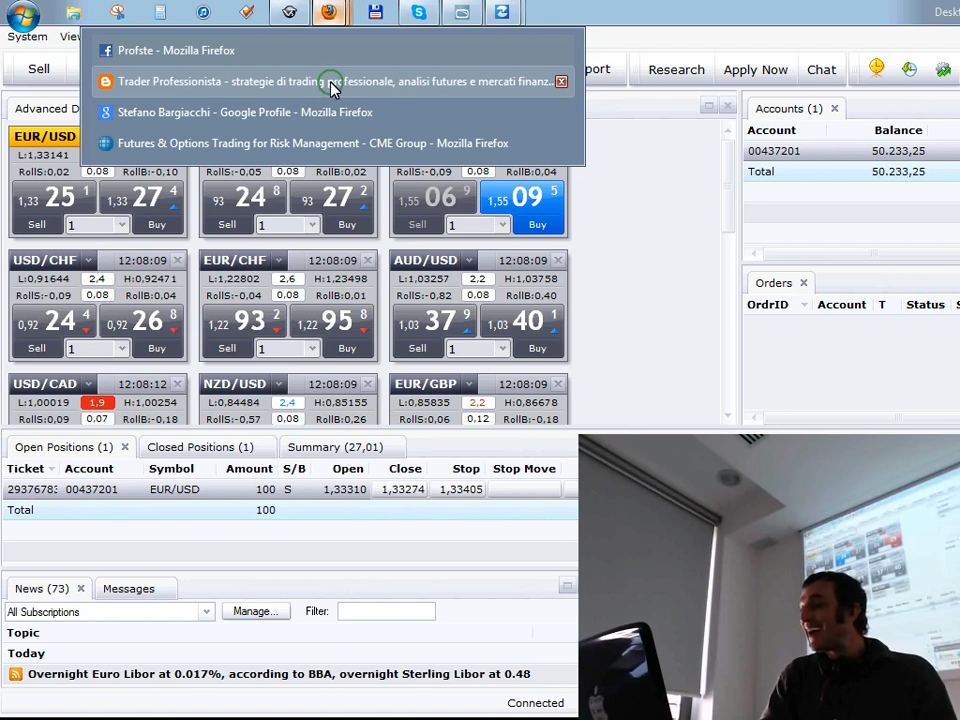 Deskt
System Vie
Profste - Mozilla Firefox
Trader Professionista - strategie di trading professionale, analisi futures e mercati finanz...
Stefano Bargiacchi - Google Profile - Mozilla Firefox
Futures & Options Trading for Risk Management - CME Group - Mozilla Firefox
Sell port Research Apply Now Chat
Advanced D
Accounts (1)
Account Balance
00437201 50.233,25
Total 50.233,25
EUR/USD
L:1,33141
RollS:0,02 0,08 RollB:-0,10
1,33 25 1 1,33 27 4
Sell 1 Buy
RollS:-0,05 0,08 RollB:0,02
93 24 8 93 27 2
Sell 1 Buy
0,08 RollB:0,04
1,55 06 9 1,55 09 5
Sell 1 Buy
USD/CHF 12:08:09
L:0,91644 2,4 H:0,92471
RollS:-0,09 0,08 RollB:0,04
0,92 24 4 0,92 26 8
Sell 1 Buy
EUR/CHF 12:08:09
L:1,22802 2,6 H:1,23498
RollS:-0,04 0,08 RollB:0,01
1,22 93 2 1,22 95 8
Sell 1 Buy
AUD/USD 12:08:09
L:1,03257 2,2 H:1,03758
RollS:-0,82 0,08 RollB:0,40
1,03 37 9 1,03 40 1
Sell 1 Buy
Orders
OrdrID Account T Status S
USD/CAD 12:08:12
L:1,00019 1,9 H:1,00254
RollS:0,09 0,07 RollB:-0,18
NZD/USD 12:08:09
L:0,84484 2,4 H:0,85155
RollS:-0,57 0,08 RollB:0,26
EUR/GBP 12:08:09
L:0,85835 2,2 H:0,86678
RollS:0,06 0,12 RollB:-0,18
Open Positions (1) Closed Positions (1) Summary (27,01)
Ticket Account Symbol Amount S/B Open Close Stop Stop Move
2937678 00437201 EUR/USD 100 S 1,33310 1,33274 1,33405
Total 100
News (73) Messages
All Subscriptions Manage... Filter:
Topic
Today
Overnight Euro Libor at 0.017%, according to BBA, overnight Sterling Libor at 0.48
Connected